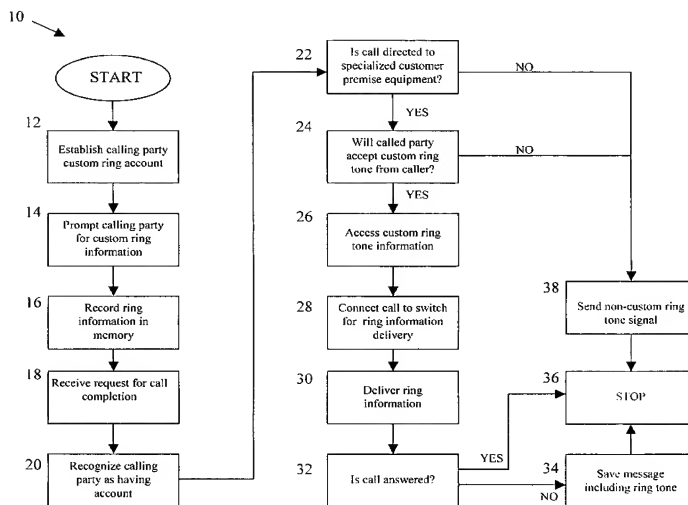 10
START
12
Establish calling party
custom ring account
14
Prompt calling party
for custom ring
information
16
Record ring
information in
memory
18
Receive request for call
completion
20
Recognize calling
party as having
account
22
Is call directed to
specialized customer
premise equipment?
NO
YES
24
Will called party
accept custom ring
tone from caller?
NO
YES
26
Access custom ring
tone information
28
Connect call to switch
for ring information
delivery
30
Deliver ring
information
32
Is call answered?
YES
NO
38
Send non-custom ring
tone signal
36
STOP
34
Save message
including ring tone